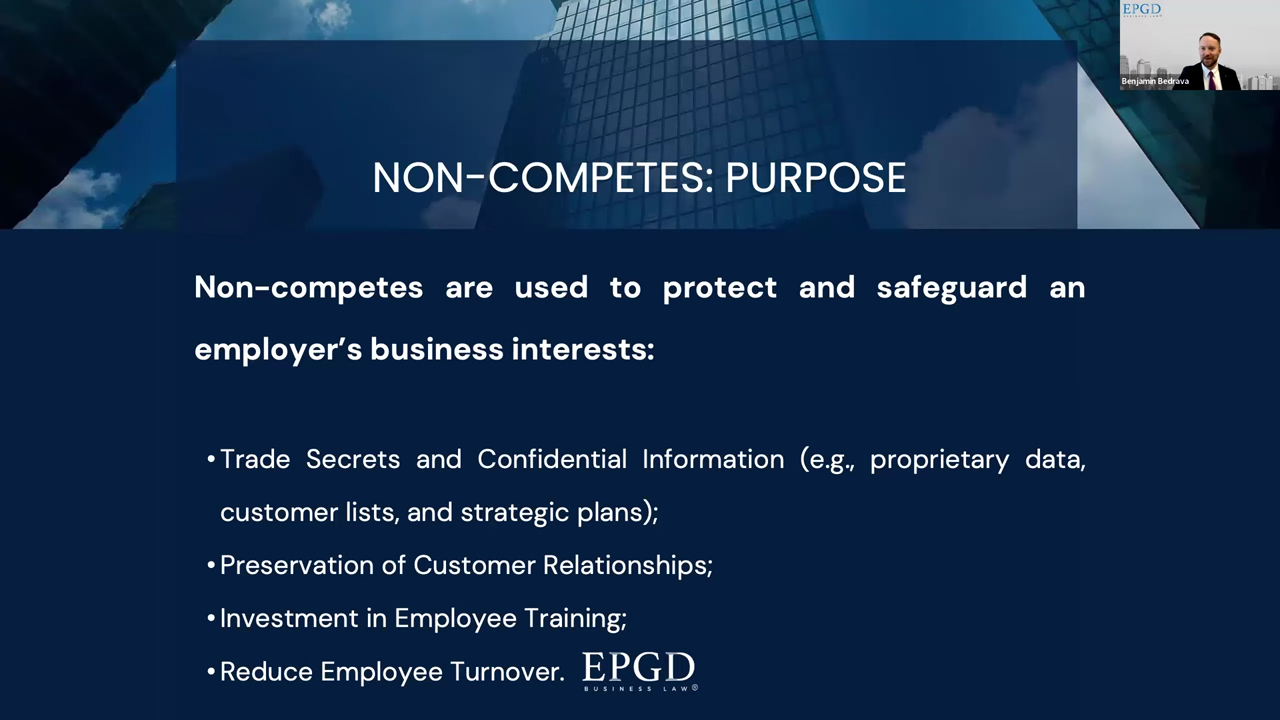 EPGD
BUSINESS LAW
Benjamin Bedrava
NON-COMPETES: PURPOSE
Non-competes are used to protect and safeguard an
employer’s business interests:
• Trade Secrets and Confidential Information (e.g., proprietary data,
customer lists, and strategic plans);
• Preservation of Customer Relationships;
• Investment in Employee Training;
• Reduce Employee Turnover.
EPGD
BUSINESS LAW®